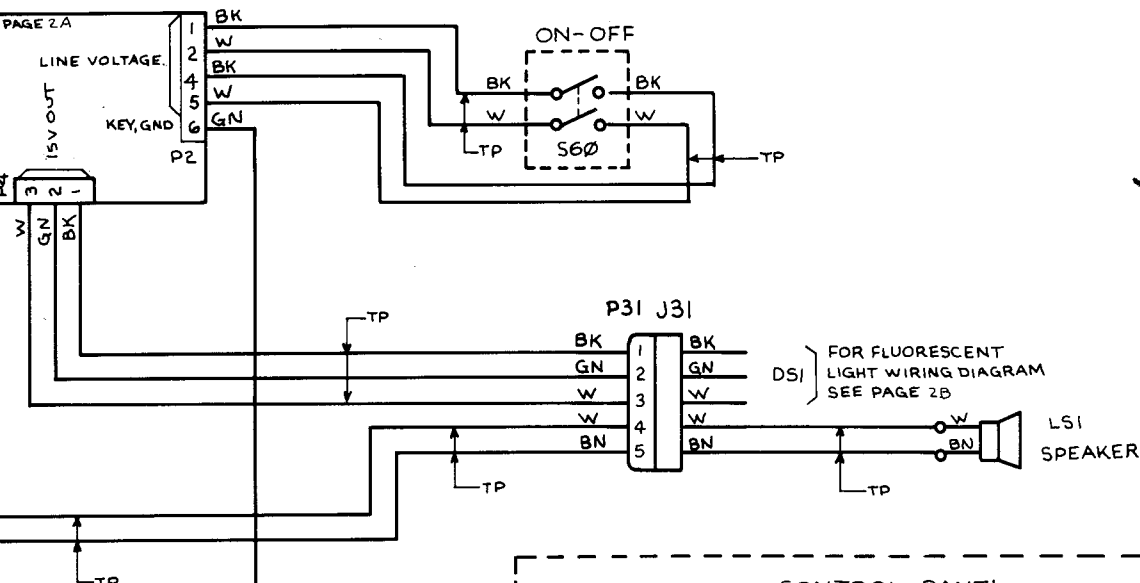 PAGE 2A
LINE VOLTAGE.
KEY, GND
1
2
4
5
6
BK
W
BK
W
GN
P2
15V OUT
3 2 1
W
GN
BK
ON-OFF
BK
W
BK
W
S6Ø
TP
TP
P31 J31
TP
BK 1 BK
GN 2 GN
W 3 W
W 4 W
BN 5 BN
DS1
FOR FLUORESCENT
LIGHT WIRING DIAGRAM
SEE PAGE 2B
W
BN
LS1
SPEAKER
TP
TP
TP